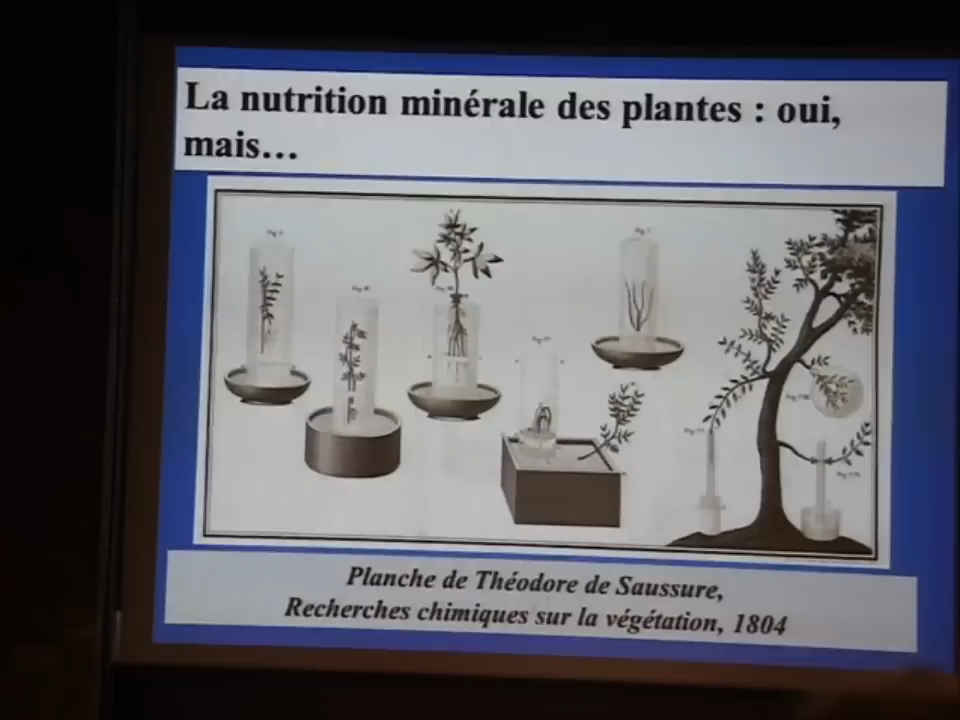 La nutrition minérale des plantes : oui,
mais…
Planche de Théodore de Saussure,
Recherches chimiques sur la végétation, 1804